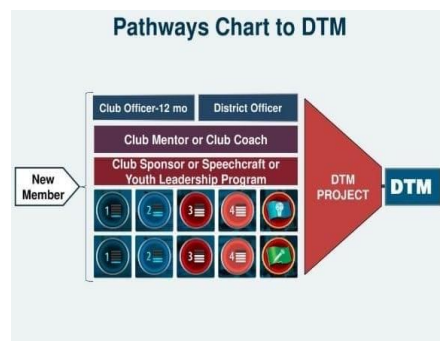 Pathways Chart to DTM
Club Officer-12 mo
District Officer
Club Mentor or Club Coach
Club Sponsor or Speechcraft or
Youth Leadership Program
New
Member
1
2
3
4
1
2
3
4
DTM
PROJECT
DTM